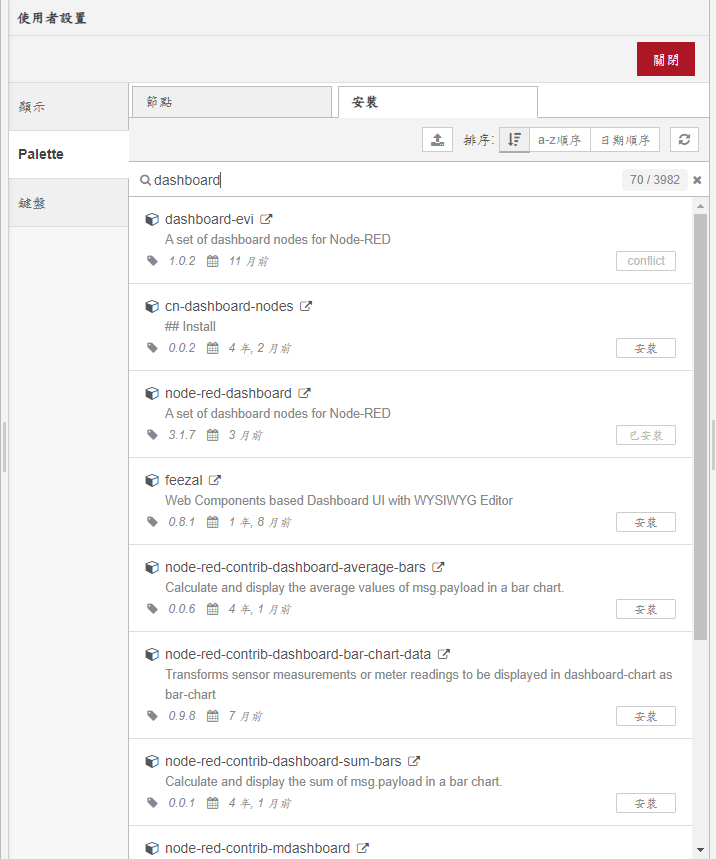 使用者設置
關閉
顯示
Palette
鍵盤
節點
安裝
排序:
a-z順序
日期順序
dashboard
70 / 3982
dashboard-evi
A set of dashboard nodes for Node-RED
1.0.2
11 月前
conflict
cn-dashboard-nodes
## Install
0.0.2
4 年, 2 月前
安裝
node-red-dashboard
A set of dashboard nodes for Node-RED
3.1.7
3 月前
已安裝
feezal
Web Components based Dashboard UI with WYSIWYG Editor
0.8.1
1 年, 8 月前
安裝
node-red-contrib-dashboard-average-bars
Calculate and display the average values of msg.payload in a bar chart.
0.0.6
4 年, 1 月前
安裝
node-red-contrib-dashboard-bar-chart-data
Transforms sensor measurements or meter readings to be displayed in dashboard-chart as
bar-chart
0.9.8
7 月前
安裝
node-red-contrib-dashboard-sum-bars
Calculate and display the sum of msg.payload in a bar chart.
0.0.1
4 年, 1 月前
安裝
node-red-contrib-mdashboard